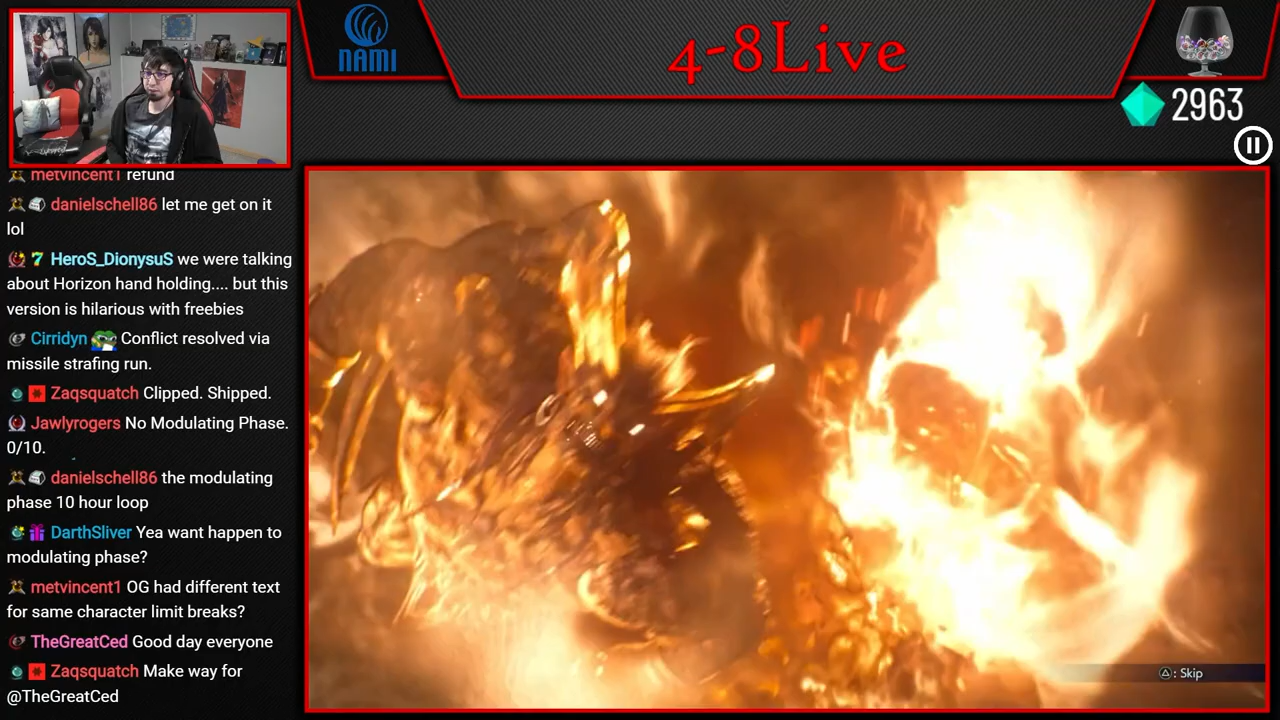 NAMI
4-8Live
2963
metvincent1 refund
danielschell86 let me get on it
lol
7 HeroS_DionysuS we were talking
about Horizon hand holding.... but this
version is hilarious with freebies
Cirridyn Conflict resolved via
missile strafing run.
Zaqsquatch Clipped. Shipped.
Jawlyrogers No Modulating Phase.
0/10.
danielschell86 the modulating
phase 10 hour loop
DarthSliver Yea want happen to
modulating phase?
metvincent1 OG had different text
for same character limit breaks?
TheGreatCed Good day everyone
Zaqsquatch Make way for
@TheGreatCed
: Skip